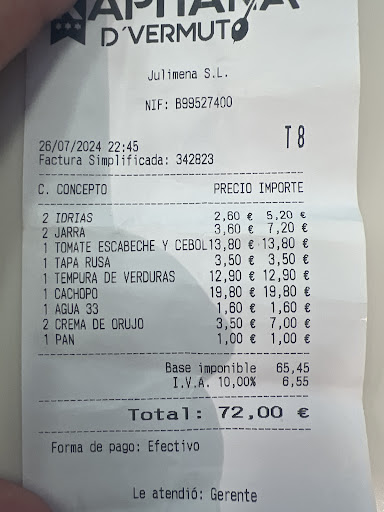 D´VERMUT
Julimena S.L.
NIF: B99527400
26/07/2024 22:45 T8
Factura Simplificada: 342823
C. CONCEPTO PRECIO IMPORTE
2 IDRIAS 2,60 € 5,20 €
2 JARRA 3,60 € 7,20 €
1 TOMATE ESCABECHE Y CEBOL 13,80 € 13,80 €
1 TAPA RUSA 3,50 € 3,50 €
1 TEMPURA DE VERDURAS 12,90 € 12,90 €
1 CACHOPO 19,80 € 19,80 €
1 AGUA 33 1,60 € 1,60 €
2 CREMA DE ORUJO 3,50 € 7,00 €
1 PAN 1,00 € 1,00 €
Base imponible 65,45
I.V.A. 10,00% 6,55
Total: 72,00 €
Forma de pago: Efectivo
Le atendió: Gerente